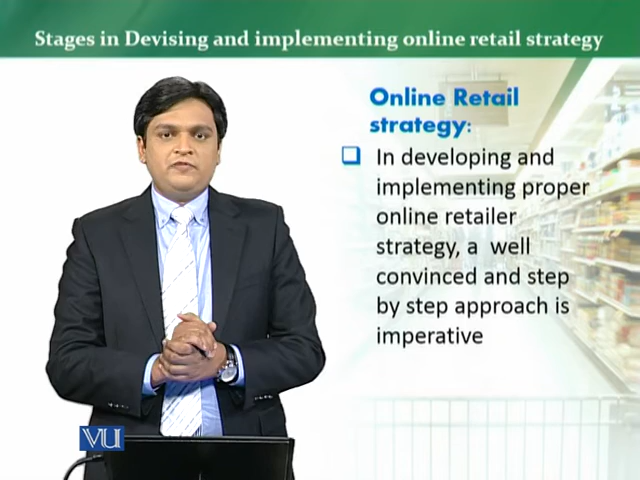 Stages in Devising and implementing online retail strategy
Online Retail
strategy:
In developing and
implementing proper
online retailer
strategy, a well
convinced and step
by step approach is
imperative
VU